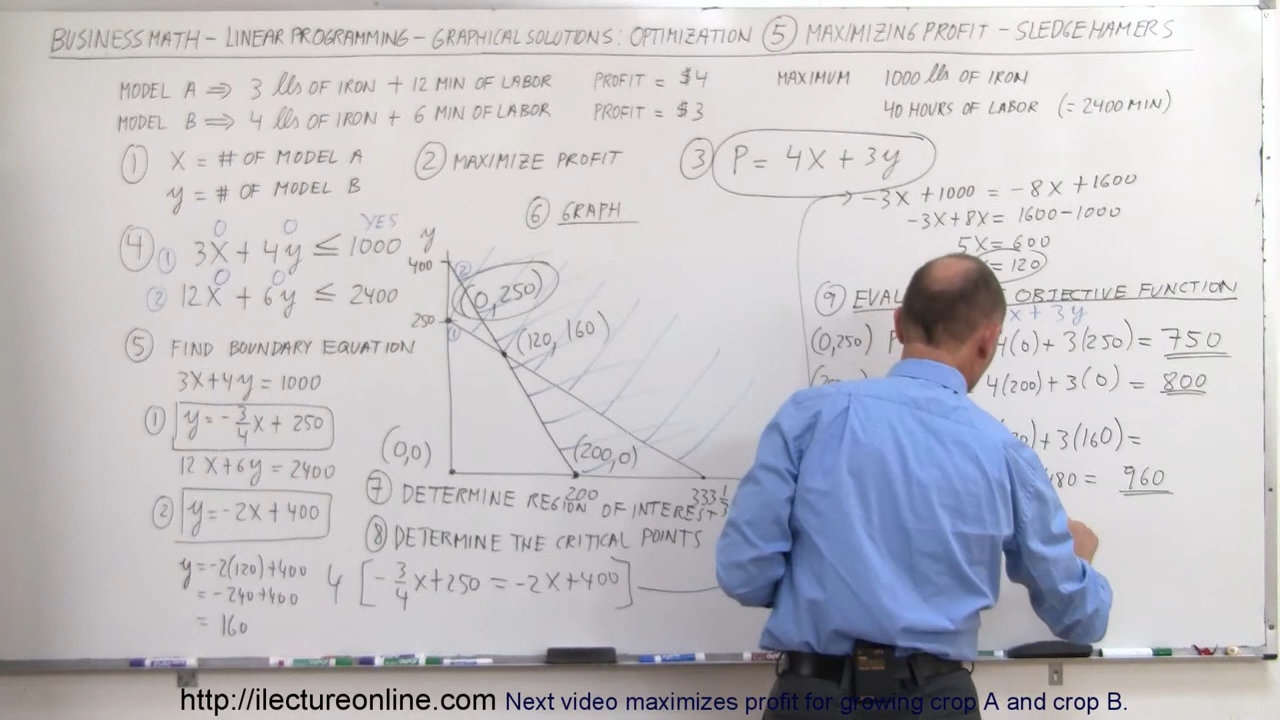 BUSINESS MATH - LINEAR PROGRAMMING - GRAPHICAL SOLUTIONS: OPTIMIZATION ⑤ MAXIMIZING PROFIT - SLEDGE HAMERS
MODEL A ⇒ 3 lbs OF IRON + 12 MIN OF LABOR PROFIT = $4 MAXIMUM 1000 lbs OF IRON
MODEL B ⇒ 4 lbs OF IRON + 6 MIN OF LABOR PROFIT = $3 40 HOURS OF LABOR (= 2400 MIN)
① X = # OF MODEL A
y = # OF MODEL B
② MAXIMIZE PROFIT
③ P = 4X + 3y
0 0 YES
④ ① 3X + 4y ≤ 1000
0 0
② 12X + 6y ≤ 2400
⑤ FIND BOUNDARY EQUATION
3X+4y = 1000
① y = -3/4 X + 250
12X+6y = 2400
② y = -2X + 400
y = -2(120)+400
= -240+400
= 160
⑥ GRAPH
y
400
②
(0,250)
250
①
(120,160)
(0,0)
(200,0)
200
333 1/3
⑦ DETERMINE REGION OF INTEREST
⑧ DETERMINE THE CRITICAL POINTS
4 [-3/4 X+250 = -2X+400]
-3X+1000 = -8X+1600
-3X+8X = 1600-1000
5X = 600
= 120
⑨ OBJECTIVE FUNCTION
x + 3y
(0,250) P 4(0) + 3(250) = 750
4(200)+3(0) = 800
+3(160) =
480 = 960
http://ilectureonline.com Next video maximizes profit for growing crop A and crop B.